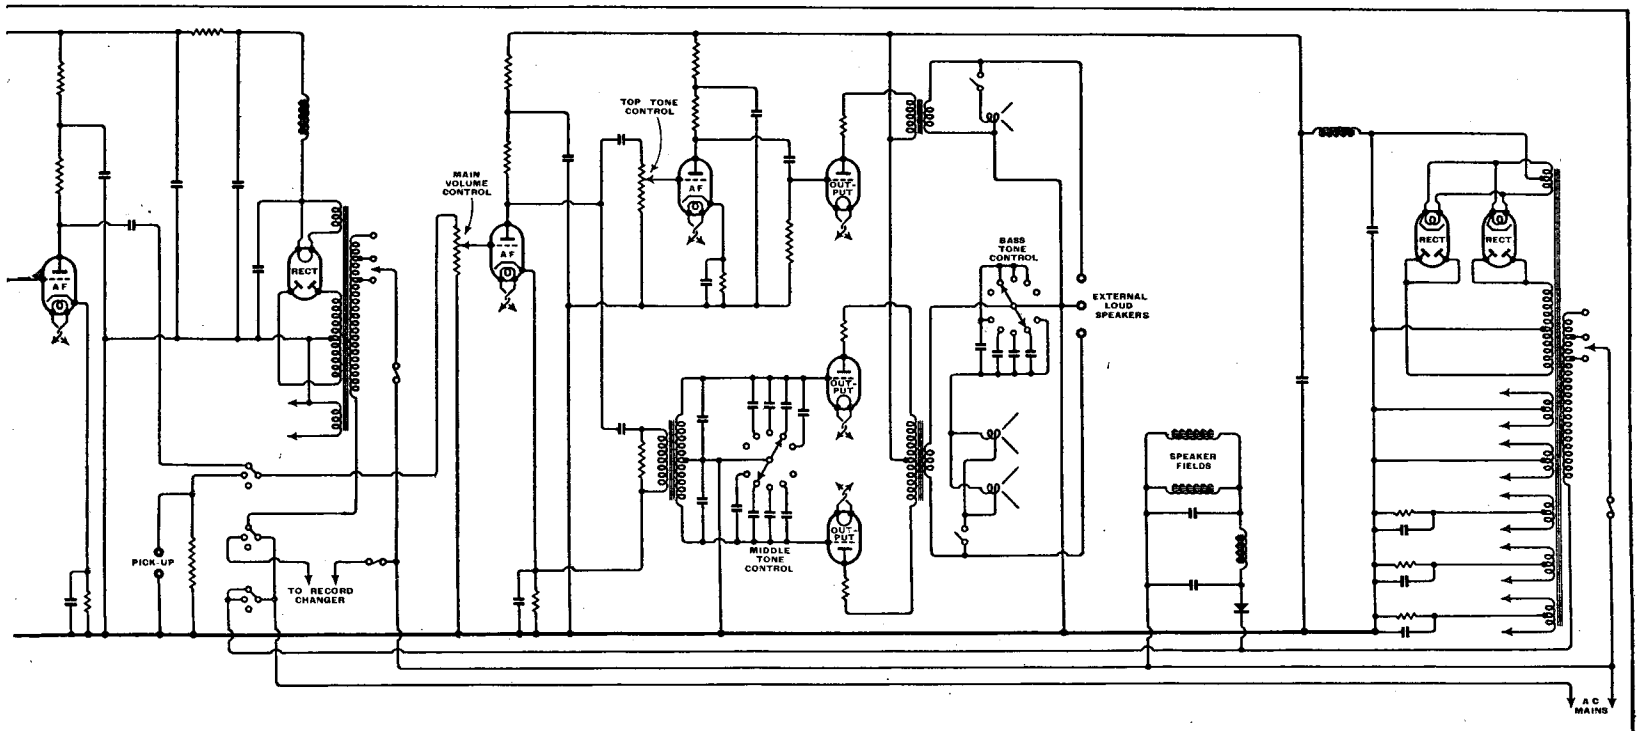 TOP TONE
CONTROL
MAIN
VOLUME
CONTROL
AF
AF
AF
RECT
OUT-
PUT
BASS
TONE
CONTROL
EXTERNAL
LOUD
SPEAKERS
RECT
RECT
OUT-
PUT
SPEAKER
FIELDS
OUT-
PUT
MIDDLE
TONE
CONTROL
PICK-UP
TO RECORD
CHANGER
AC
MAINS